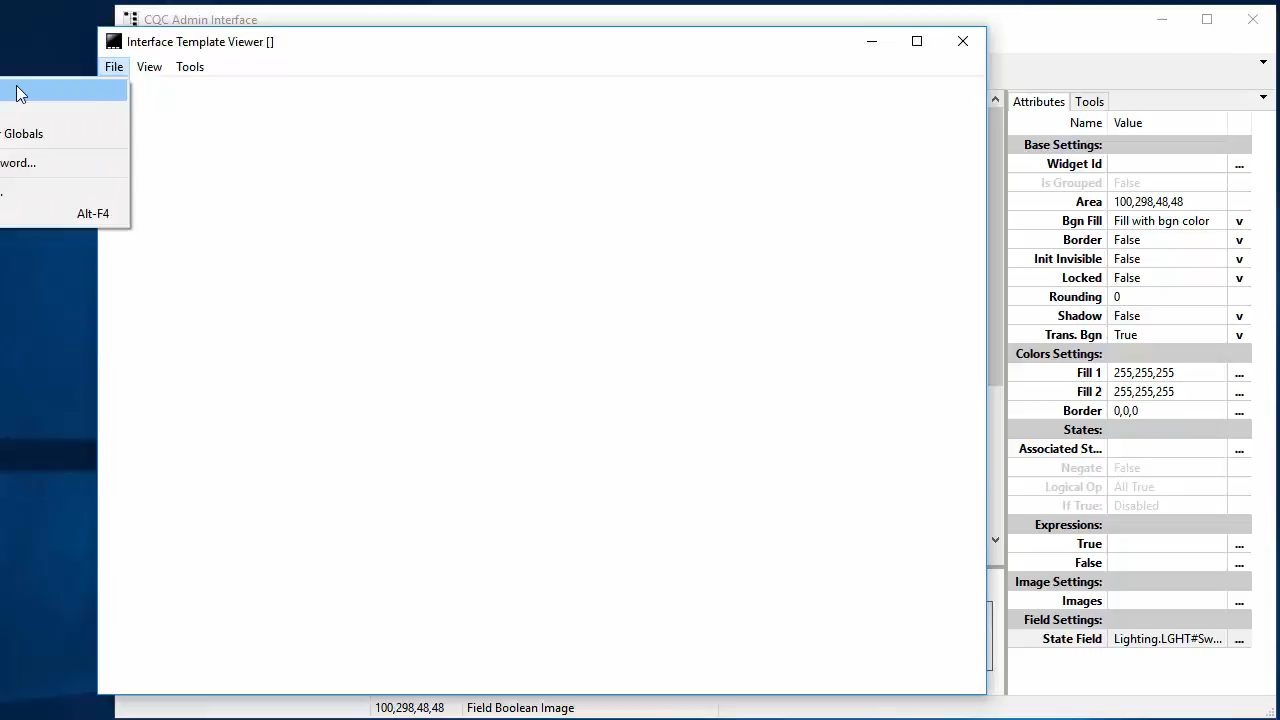 CQC Admin Interface
Interface Template Viewer []
File View Tools
Globals
word...
.
Alt-F4
Attributes Tools
Name Value
Base Settings:
Widget Id ...
Is Grouped False
Area 100,298,48,48
Bgn Fill Fill with bgn color v
Border False v
Init Invisible False v
Locked False v
Rounding 0
Shadow False v
Trans. Bgn True v
Colors Settings:
Fill 1 255,255,255 ...
Fill 2 255,255,255 ...
Border 0,0,0 ...
States:
Associated St... ...
Negate False
Logical Op All True
If True: Disabled
Expressions:
True ...
False ...
Image Settings:
Images ...
Field Settings:
State Field Lighting.LGHT#Sw... ...
100,298,48,48 Field Boolean Image